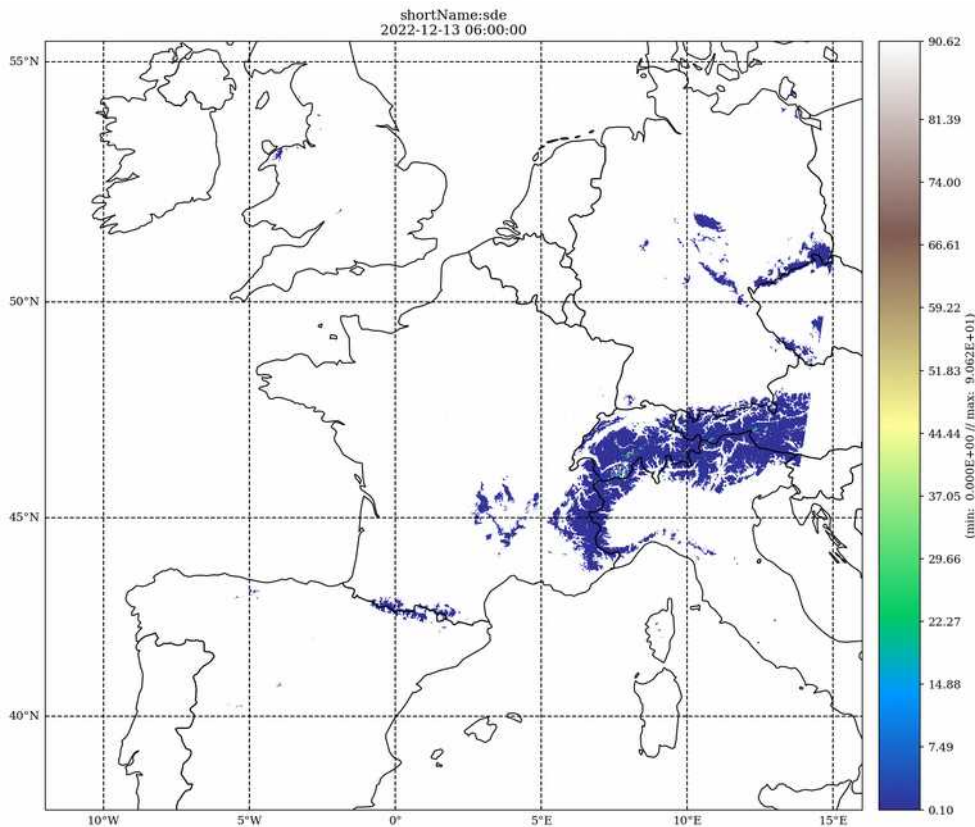 shortName:sde
2022-12-13 06:00:00
55°N
50°N
45°N
40°N
10°W
5°W
0°
5°E
10°E
15°E
90.62
81.39
74.00
66.61
59.22
51.83
44.44
37.05
29.66
22.27
14.88
7.49
0.10
(min: 0.000E+00 // max: 9.062E+01)